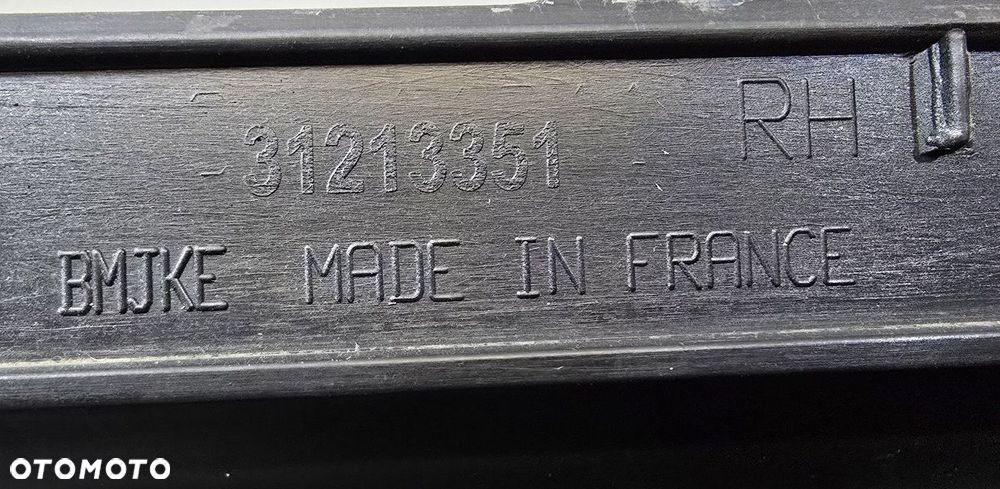 31213351 RH
BMJKE MADE IN FRANCE
OTOMOTO